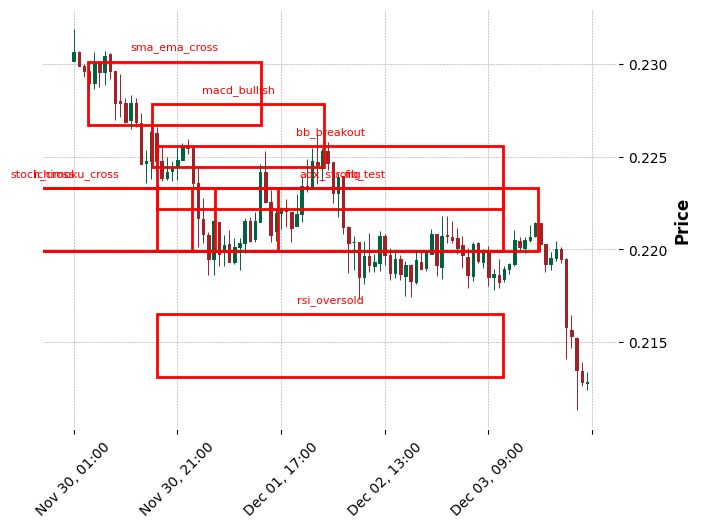 sma_ema_cross
0.230
macd_bullish
bb_breakout
0.225
stoch_cross
ichimoku_cross
adx_strong
fib_test
Price
0.220
rsi_oversold
0.215
Nov 30, 01:00
Nov 30, 21:00
Dec 01, 17:00
Dec 02, 13:00
Dec 03, 09:00